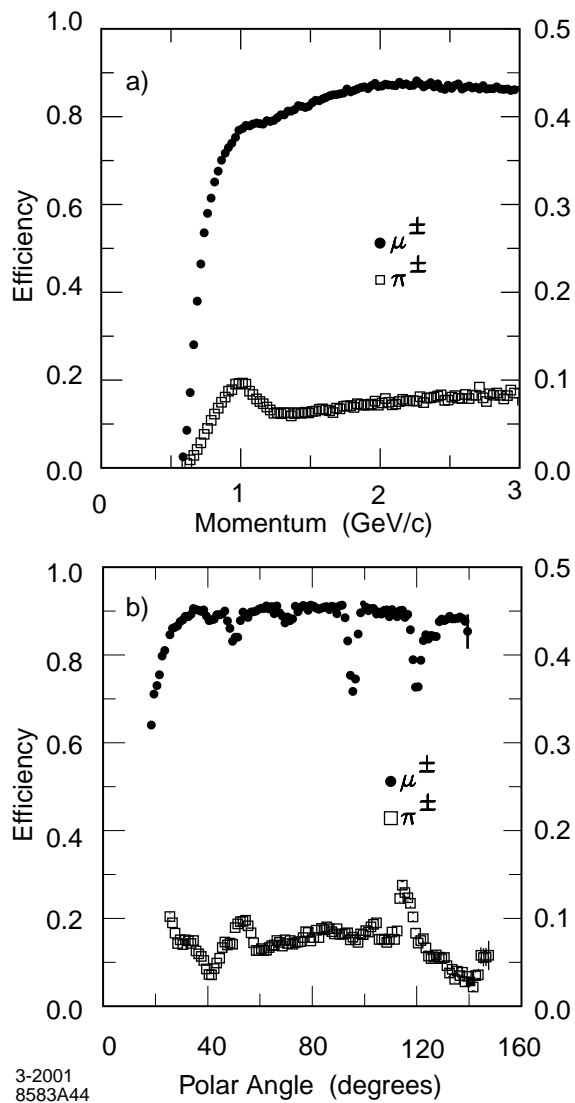 1.0 0.5
a)
0.8 0.4
0.6 0.3
μ±
π±
0.4 0.2
0.2 0.1
0.0 0.0
Efficiency
0 1 2 3
Momentum (GeV/c)
1.0 0.5
b)
0.8 0.4
0.6 0.3
μ±
π±
0.4 0.2
0.2 0.1
0.0 0.0
Efficiency
0 40 80 120 160
Polar Angle (degrees)
3-2001
8583A44